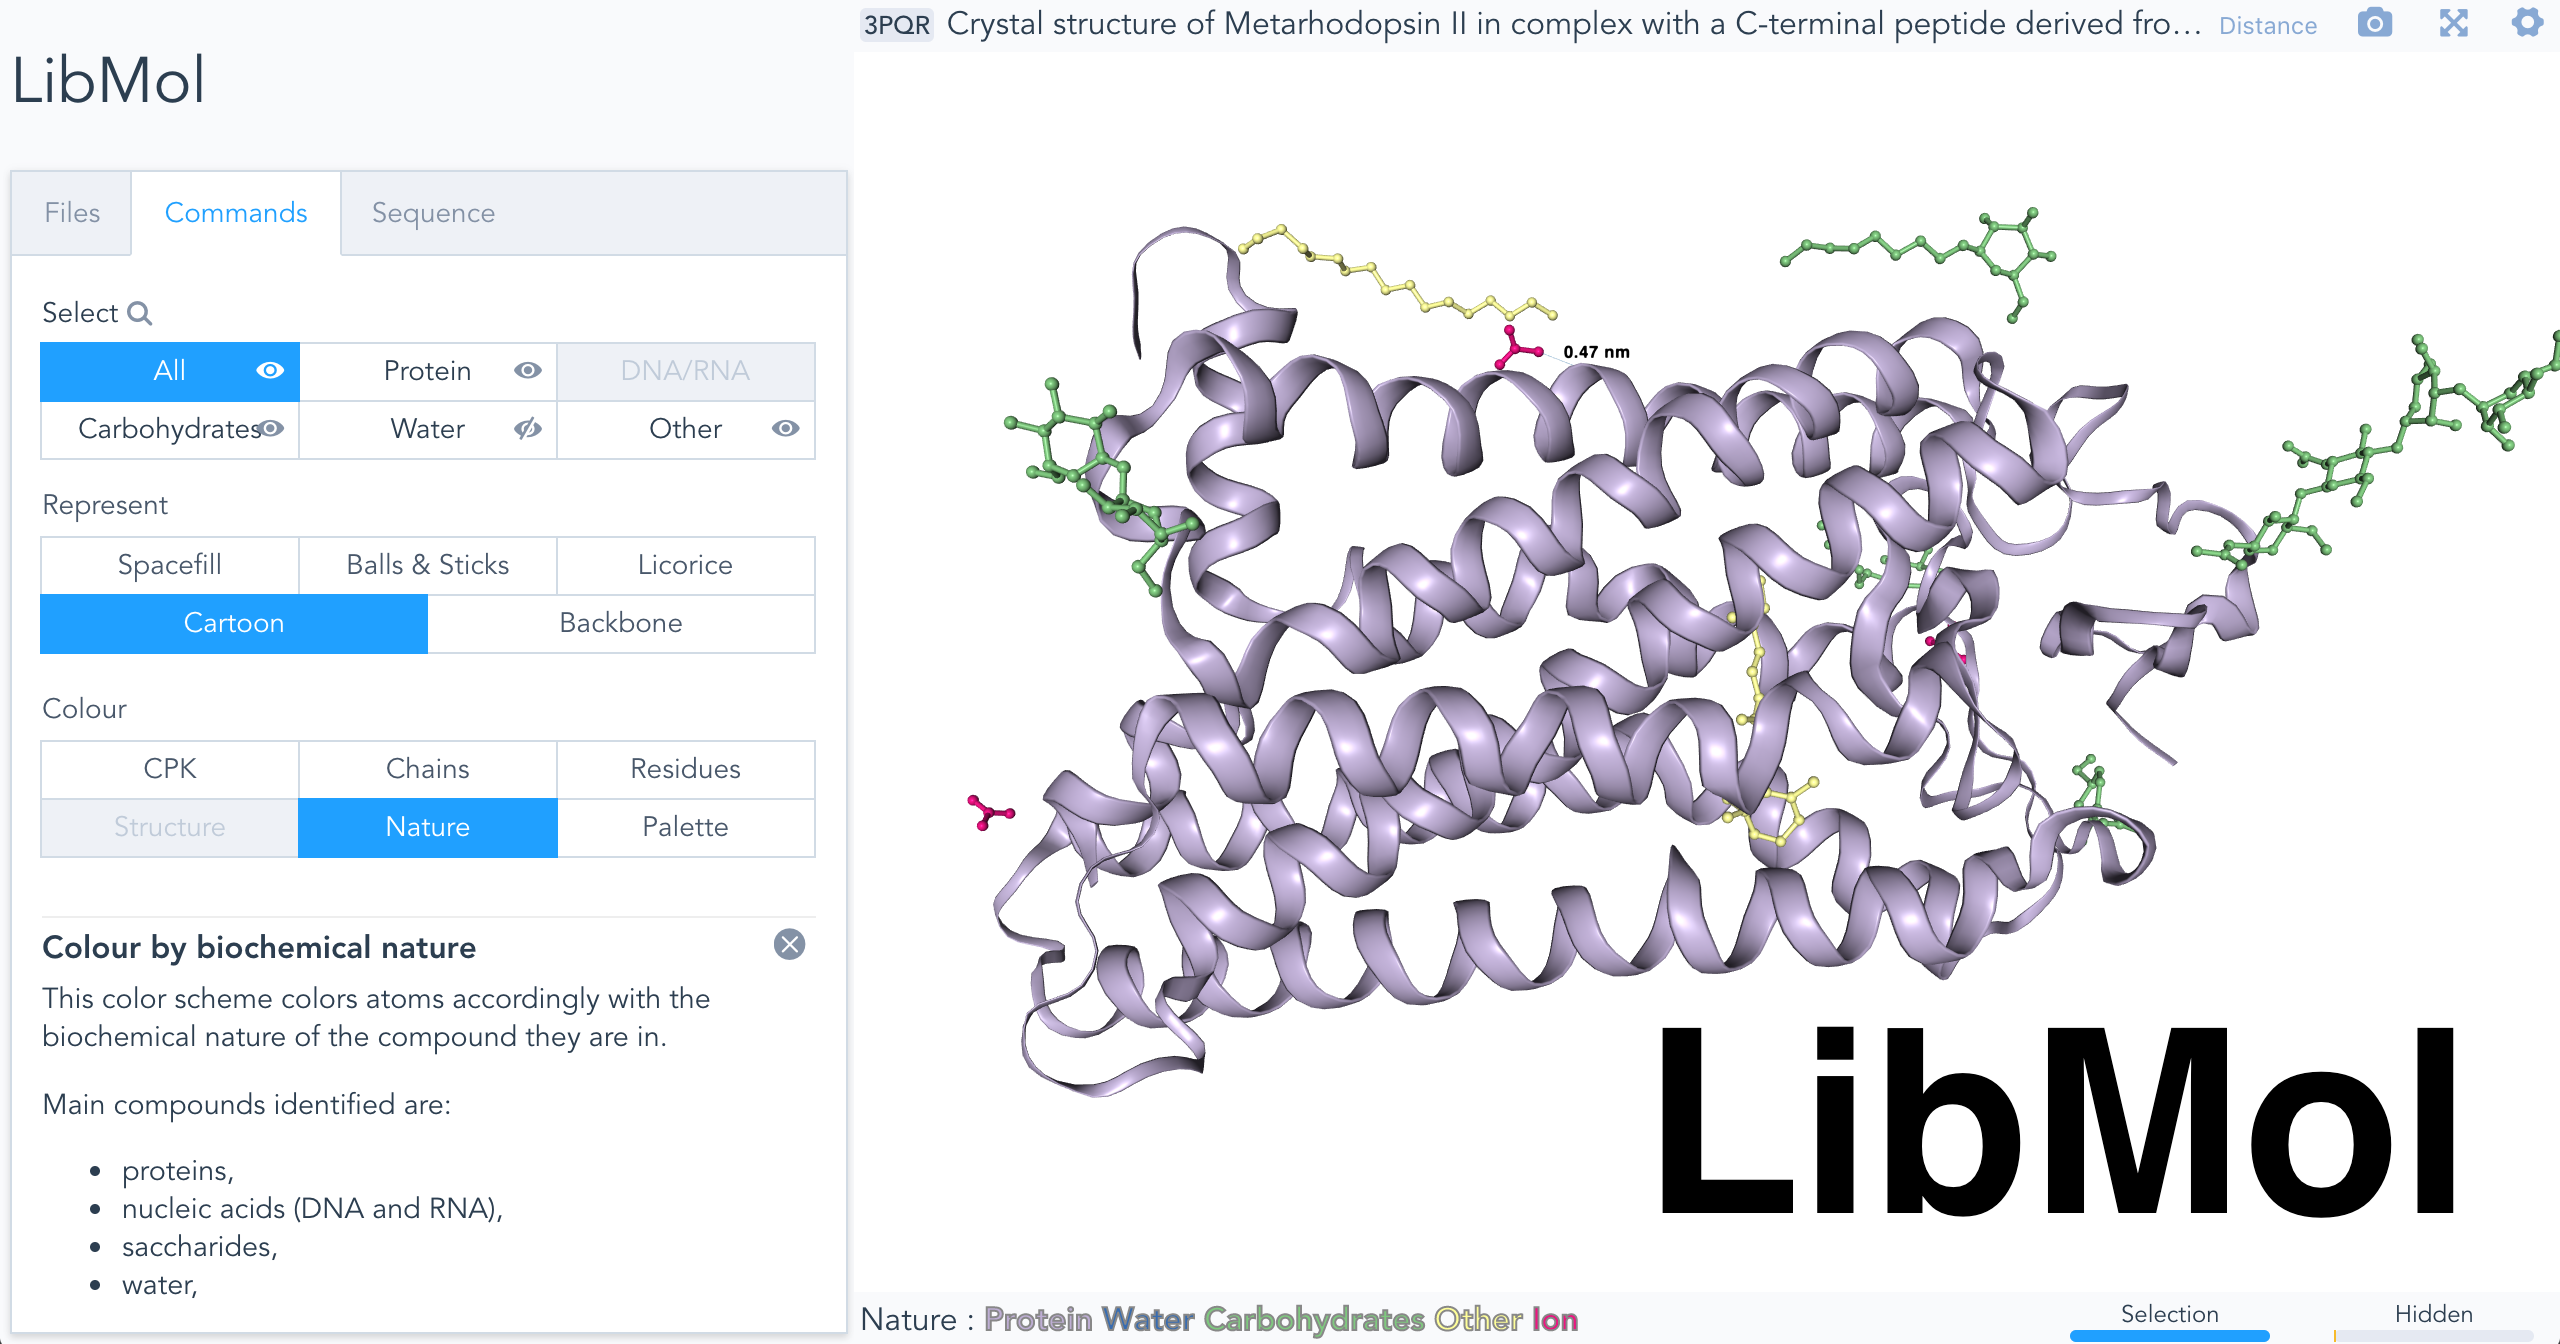 LibMol
Files Commands Sequence
Select
All Protein DNA/RNA
Carbohydrates Water Other
Represent
Spacefill Balls & Sticks Licorice
Cartoon Backbone
Colour
CPK Chains Residues
Structure Nature Palette
Colour by biochemical nature
This color scheme colors atoms accordingly with the
biochemical nature of the compound they are in.
Main compounds identified are:
• proteins,
• nucleic acids (DNA and RNA),
• saccharides,
• water,
3PQR Crystal structure of Metarhodopsin II in complex with a C-terminal peptide derived fro... Distance
0.47 nm
LibMol
Nature : Protein Water Carbohydrates Other Ion
Selection Hidden